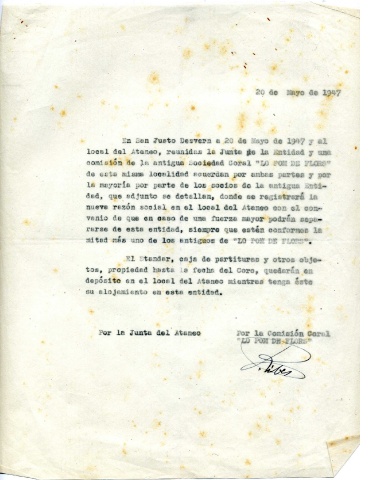 20 de Mayo de 1947
En San Justo Desvern a 20 de Mayo de 1947 y al
local del Ateneo, reunidas la Junta de la Entidad y una
comisión de la antigua Sociedad Coral "LO POM DE FLORS"
de esta misma localidad acuerdan por ambas partes y por
la mayoria por parte de los socios de la antigua Enti-
dad, que adjunto se detallan, donde se registrará la
nueva razón social en el local del Ateneo con el con-
venio de que en caso de una fuerza mayor podrán sepa-
rarse de esta entidad, siempre que estén conformes la
mitad más uno de los antiguos de "LO POM DE FLORS".
El Standar, caja de partituras y otros obje-
tos, propiedad hasta la fecha del Coro, quedarán en
depósito en el local del Ateneo mientras tenga éste
su alojamiento en esta entidad.
Por la Junta del Ateneo
Por la Comisión Coral
"LO POM DE FLORS"
Ribes